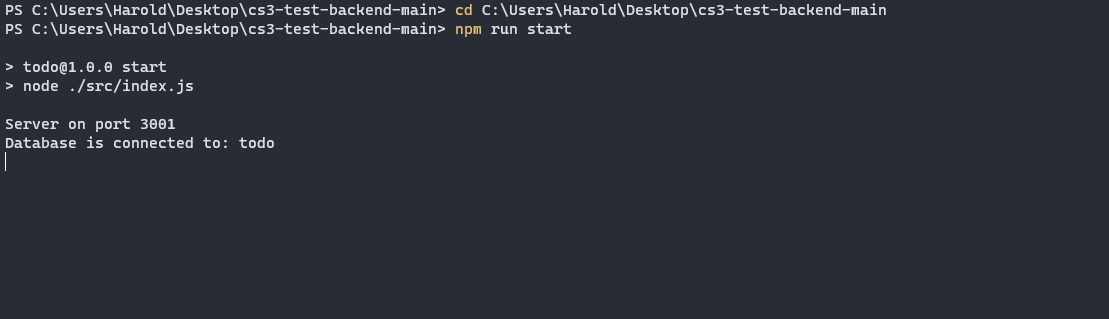 PS C:\Users\Harold\Desktop\cs3-test-backend-main> cd C:\Users\Harold\Desktop\cs3-test-backend-main
PS C:\Users\Harold\Desktop\cs3-test-backend-main> npm run start
> todo@1.0.0 start
> node ./src/index.js
Server on port 3001
Database is connected to: todo